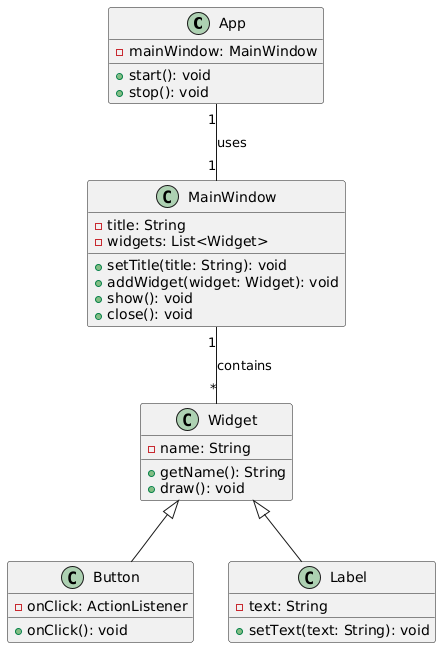 C App
mainWindow: MainWindow
start(): void
stop(): void
1
uses
1
C MainWindow
title: String
widgets: List<Widget>
setTitle(title: String): void
addWidget(widget: Widget): void
show(): void
close(): void
1
contains
*
C Widget
name: String
getName(): String
draw(): void
C Button
onClick: ActionListener
onClick(): void
C Label
text: String
setText(text: String): void